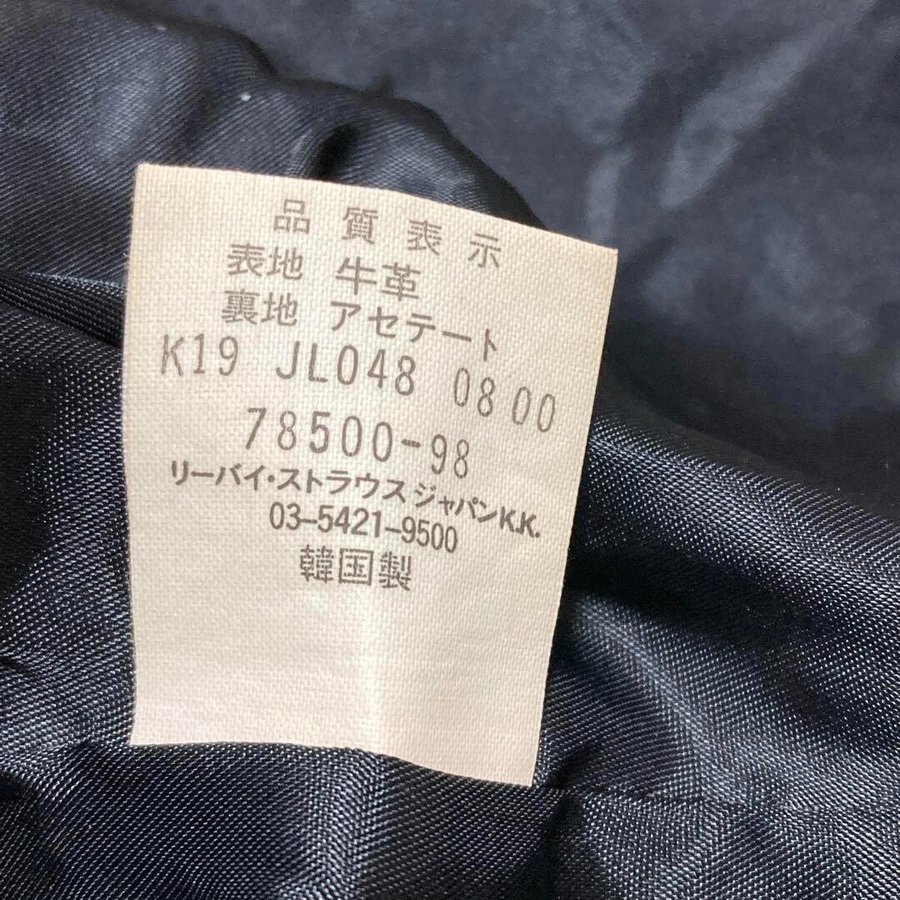 品質表示
表地 牛革
裏地 アセテート
K19 JL048 08 00
78500-98
リーバイ・ストラウス ジャパンK.K.
03-5421-9500
韓国製